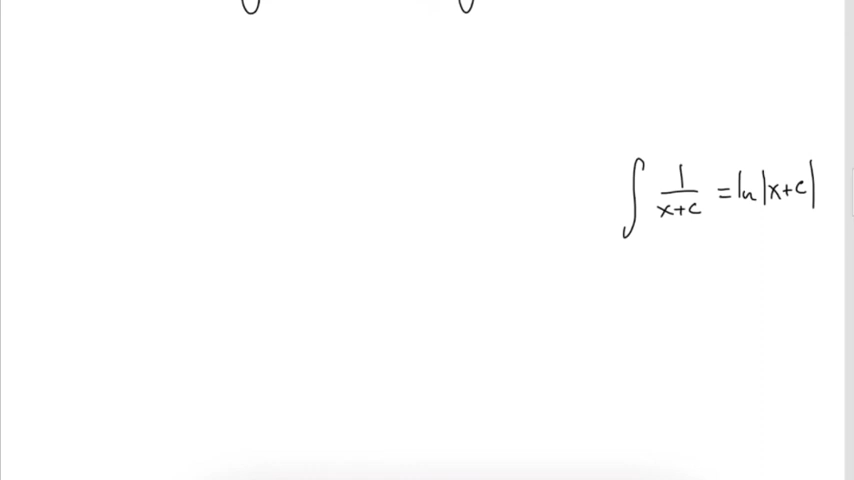 ∫ 1/(x+c) = ln|x+c|